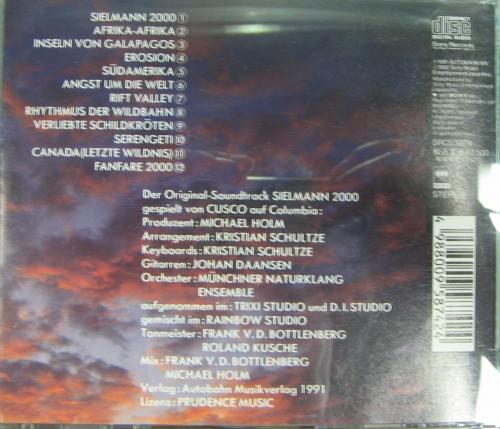 SIELMANN 2000 ①
AFRIKA-AFRIKA ②
INSELN VON GALAPAGOS ③
EROSION ④
SÜDAMERIKA ⑤
ANGST UM DIE WELT ⑥
RIFT VALLEY ⑦
RHYTHMUS DER WILDBAHN ⑧
VERLIEBTE SCHILDKRÖTEN ⑨
SERENGETI ⑩
CANADA(LETZTE WILDNIS) ⑪
FANFARE 2000 ⑫
Der Original-Soundtrack SIELMANN 2000
gespielt von CUSCO auf Columbia:
Produzent: MICHAEL HOLM
Arrangement: KRISTIAN SCHULTZE
Keyboards: KRISTIAN SCHULTZE
Gitarren: JOHAN DAANSEN
Orchester: MÜNCHNER NATURKLANG
ENSEMBLE
aufgenommen im: TRIXI STUDIO und D.I. STUDIO
gemischt im: RAINBOW STUDIO
Tonmeister: FRANK V. D. BOTTLENBERG
ROLAND KUSCHE
Mix: FRANK V. D. BOTTLENBERG
MICHAEL HOLM
Verlag: Autobahn Musikverlag 1991
Lizenz: PRUDENCE MUSIC
COMPACT
disc
DIGITAL AUDIO
Sony Records
STEREO